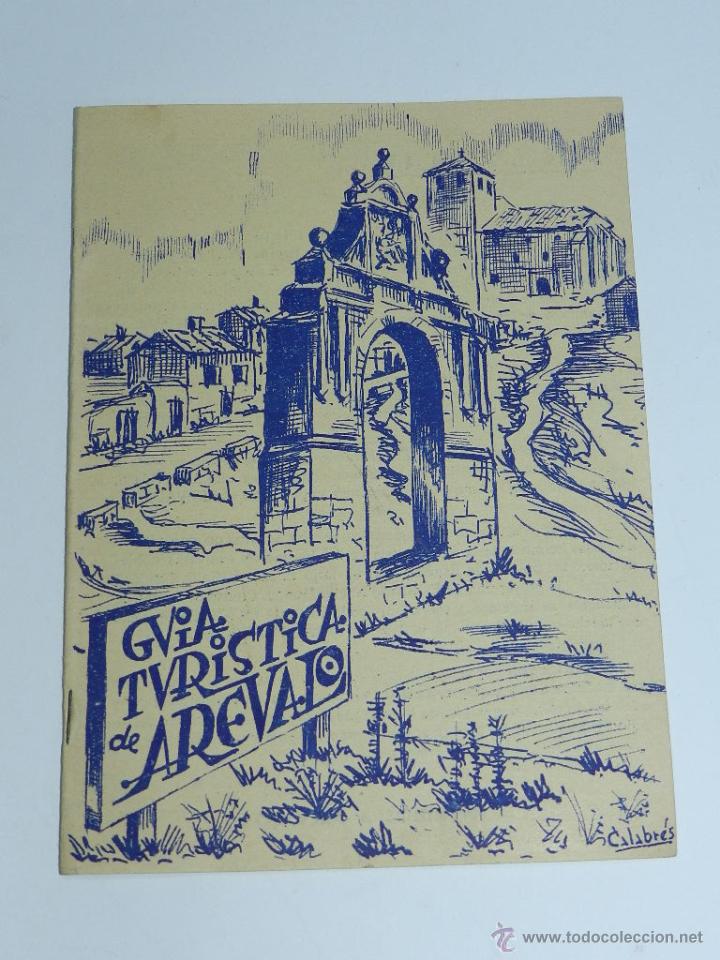 GVIA
TVRISTICA
de AREVALO
Calabrés
www.todocoleccion.net